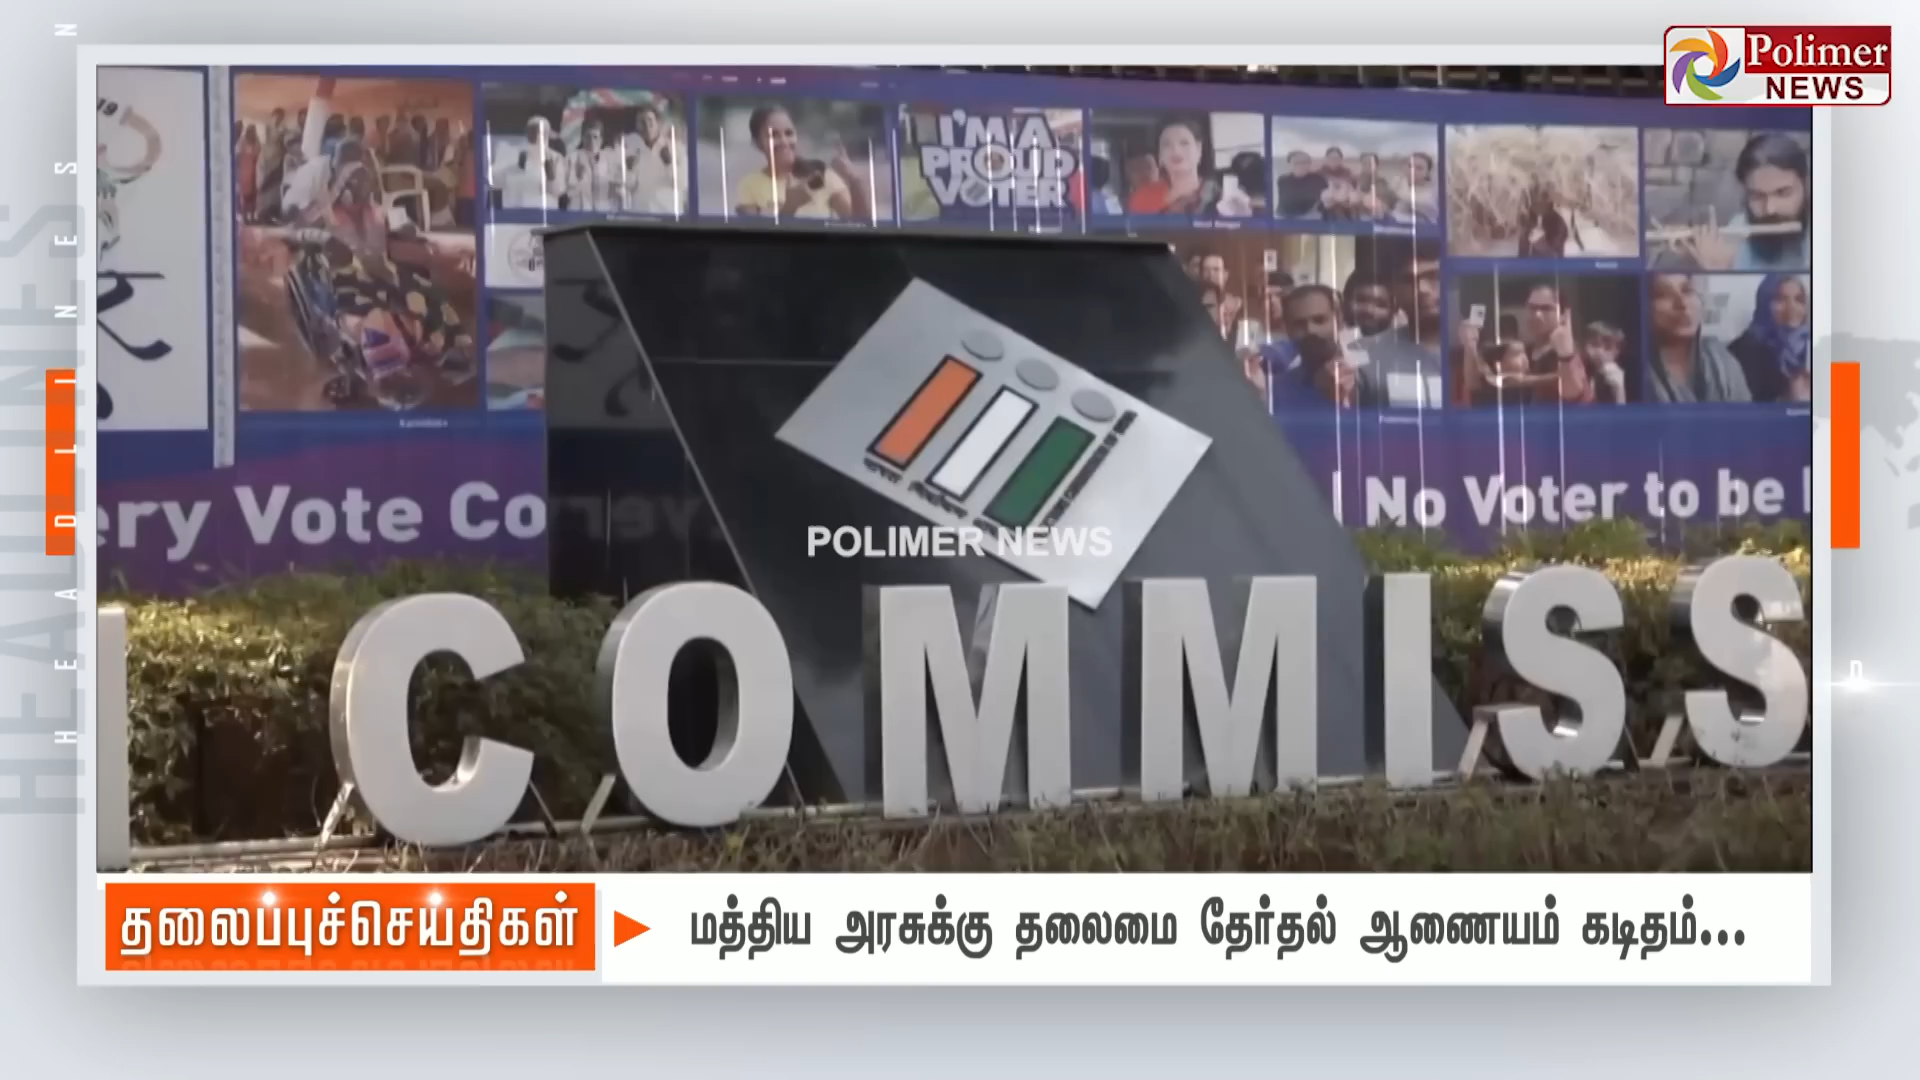 Polimer
NEWS
HEADLINES
I'M A
PROUD
VOTER
ery Vote Co
No Voter to be
POLIMER NEWS
COMMISS
தலைப்புச்செய்திகள்
மத்திய அரசுக்கு தலைமை தேர்தல் ஆணையம் கடிதம்...